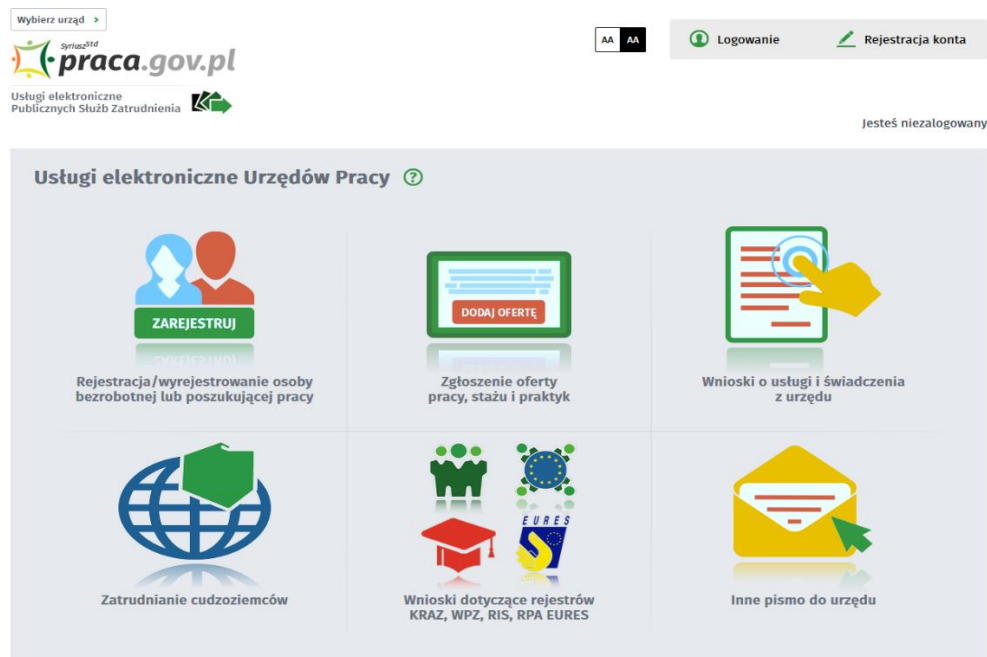 Wybierz urząd >
Syriusz Std
praca.gov.pl
Usługi elektroniczne
Publicznych Służb Zatrudnienia
AA AA
Logowanie
Rejestracja konta
Jesteś niezalogowany
Usługi elektroniczne Urzędów Pracy ?
ZAREJESTRUJ
Rejestracja/wyrejestrowanie osoby
bezrobotnej lub poszukującej pracy
DODAJ OFERTĘ
Zgłoszenie oferty
pracy, stażu i praktyk
Wnioski o usługi i świadczenia
z urzędu
Zatrudnianie cudzoziemców
EURES
Wnioski dotyczące rejestrów
KRAZ, WPZ, RIS, RPA EURES
Inne pismo do urzędu